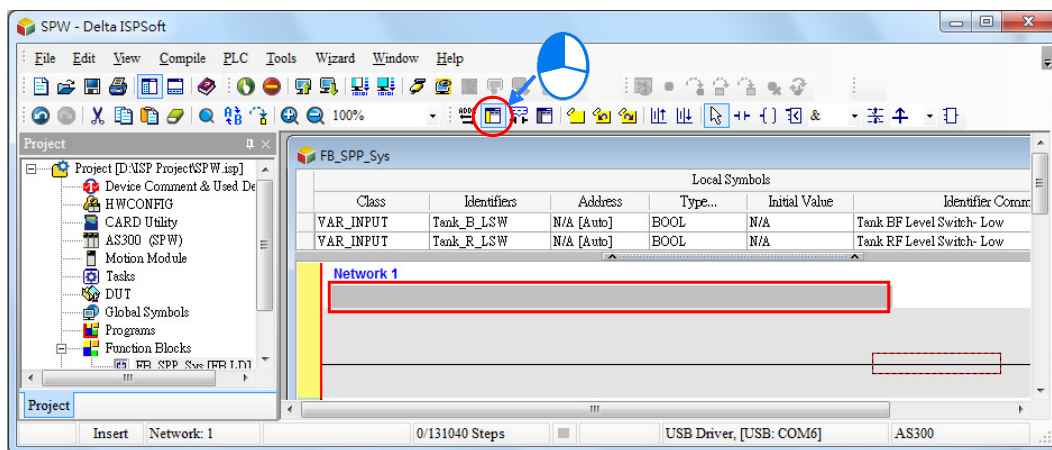 SPW - Delta ISPSoft
File Edit View Compile PLC Tools Wizard Window Help
100%
&
Project
Project [D:\ISP Project\SPW.isp]
Device Comment & Used De
HWCONFIG
CARD Utility
AS300 (SPW)
Motion Module
Tasks
DUT
Global Symbols
Programs
Function Blocks
FB_SPP_Sys [FB,LD]
Project
FB_SPP_Sys
Local Symbols
Class Identifiers Address Type... Initial Value Identifier Comm
VAR_INPUT Tank_B_LSW N/A [Auto] BOOL N/A Tank BF Level Switch- Low
VAR_INPUT Tank_R_LSW N/A [Auto] BOOL N/A Tank RF Level Switch- Low
Network 1
Insert Network: 1 0/131040 Steps USB Driver, [USB: COM6] AS300